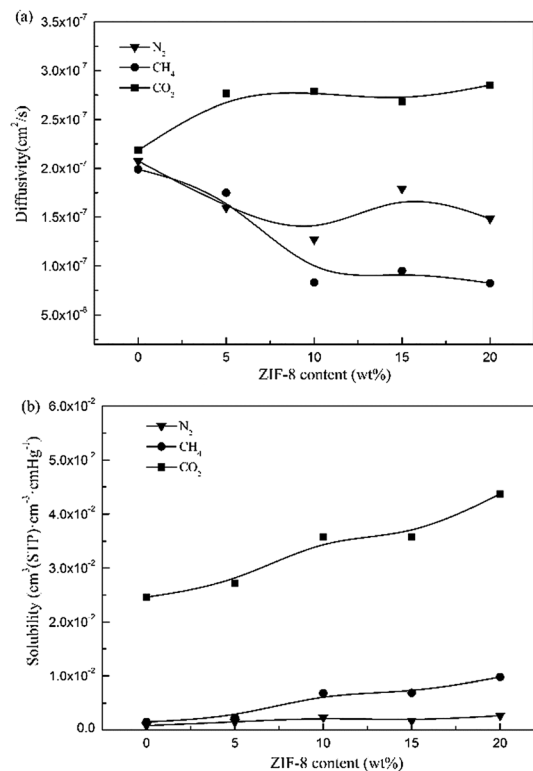 (a)
3.5x10⁻⁷
3.0x10⁻⁷
2.5x10⁻⁷
2.0x10⁻⁷
1.5x10⁻⁷
1.0x10⁻⁷
5.0x10⁻⁸
Diffusivity(cm²/s)
N₂
CH₄
CO₂
0 5 10 15 20
ZIF-8 content (wt%)
(b)
6.0x10⁻²
5.0x10⁻²
4.0x10⁻²
3.0x10⁻²
2.0x10⁻²
1.0x10⁻²
0.0
Solubility (cm³(STP)·cm⁻³·cmHg⁻¹)
N₂
CH₄
CO₂
0 5 10 15 20
ZIF-8 content (wt%)